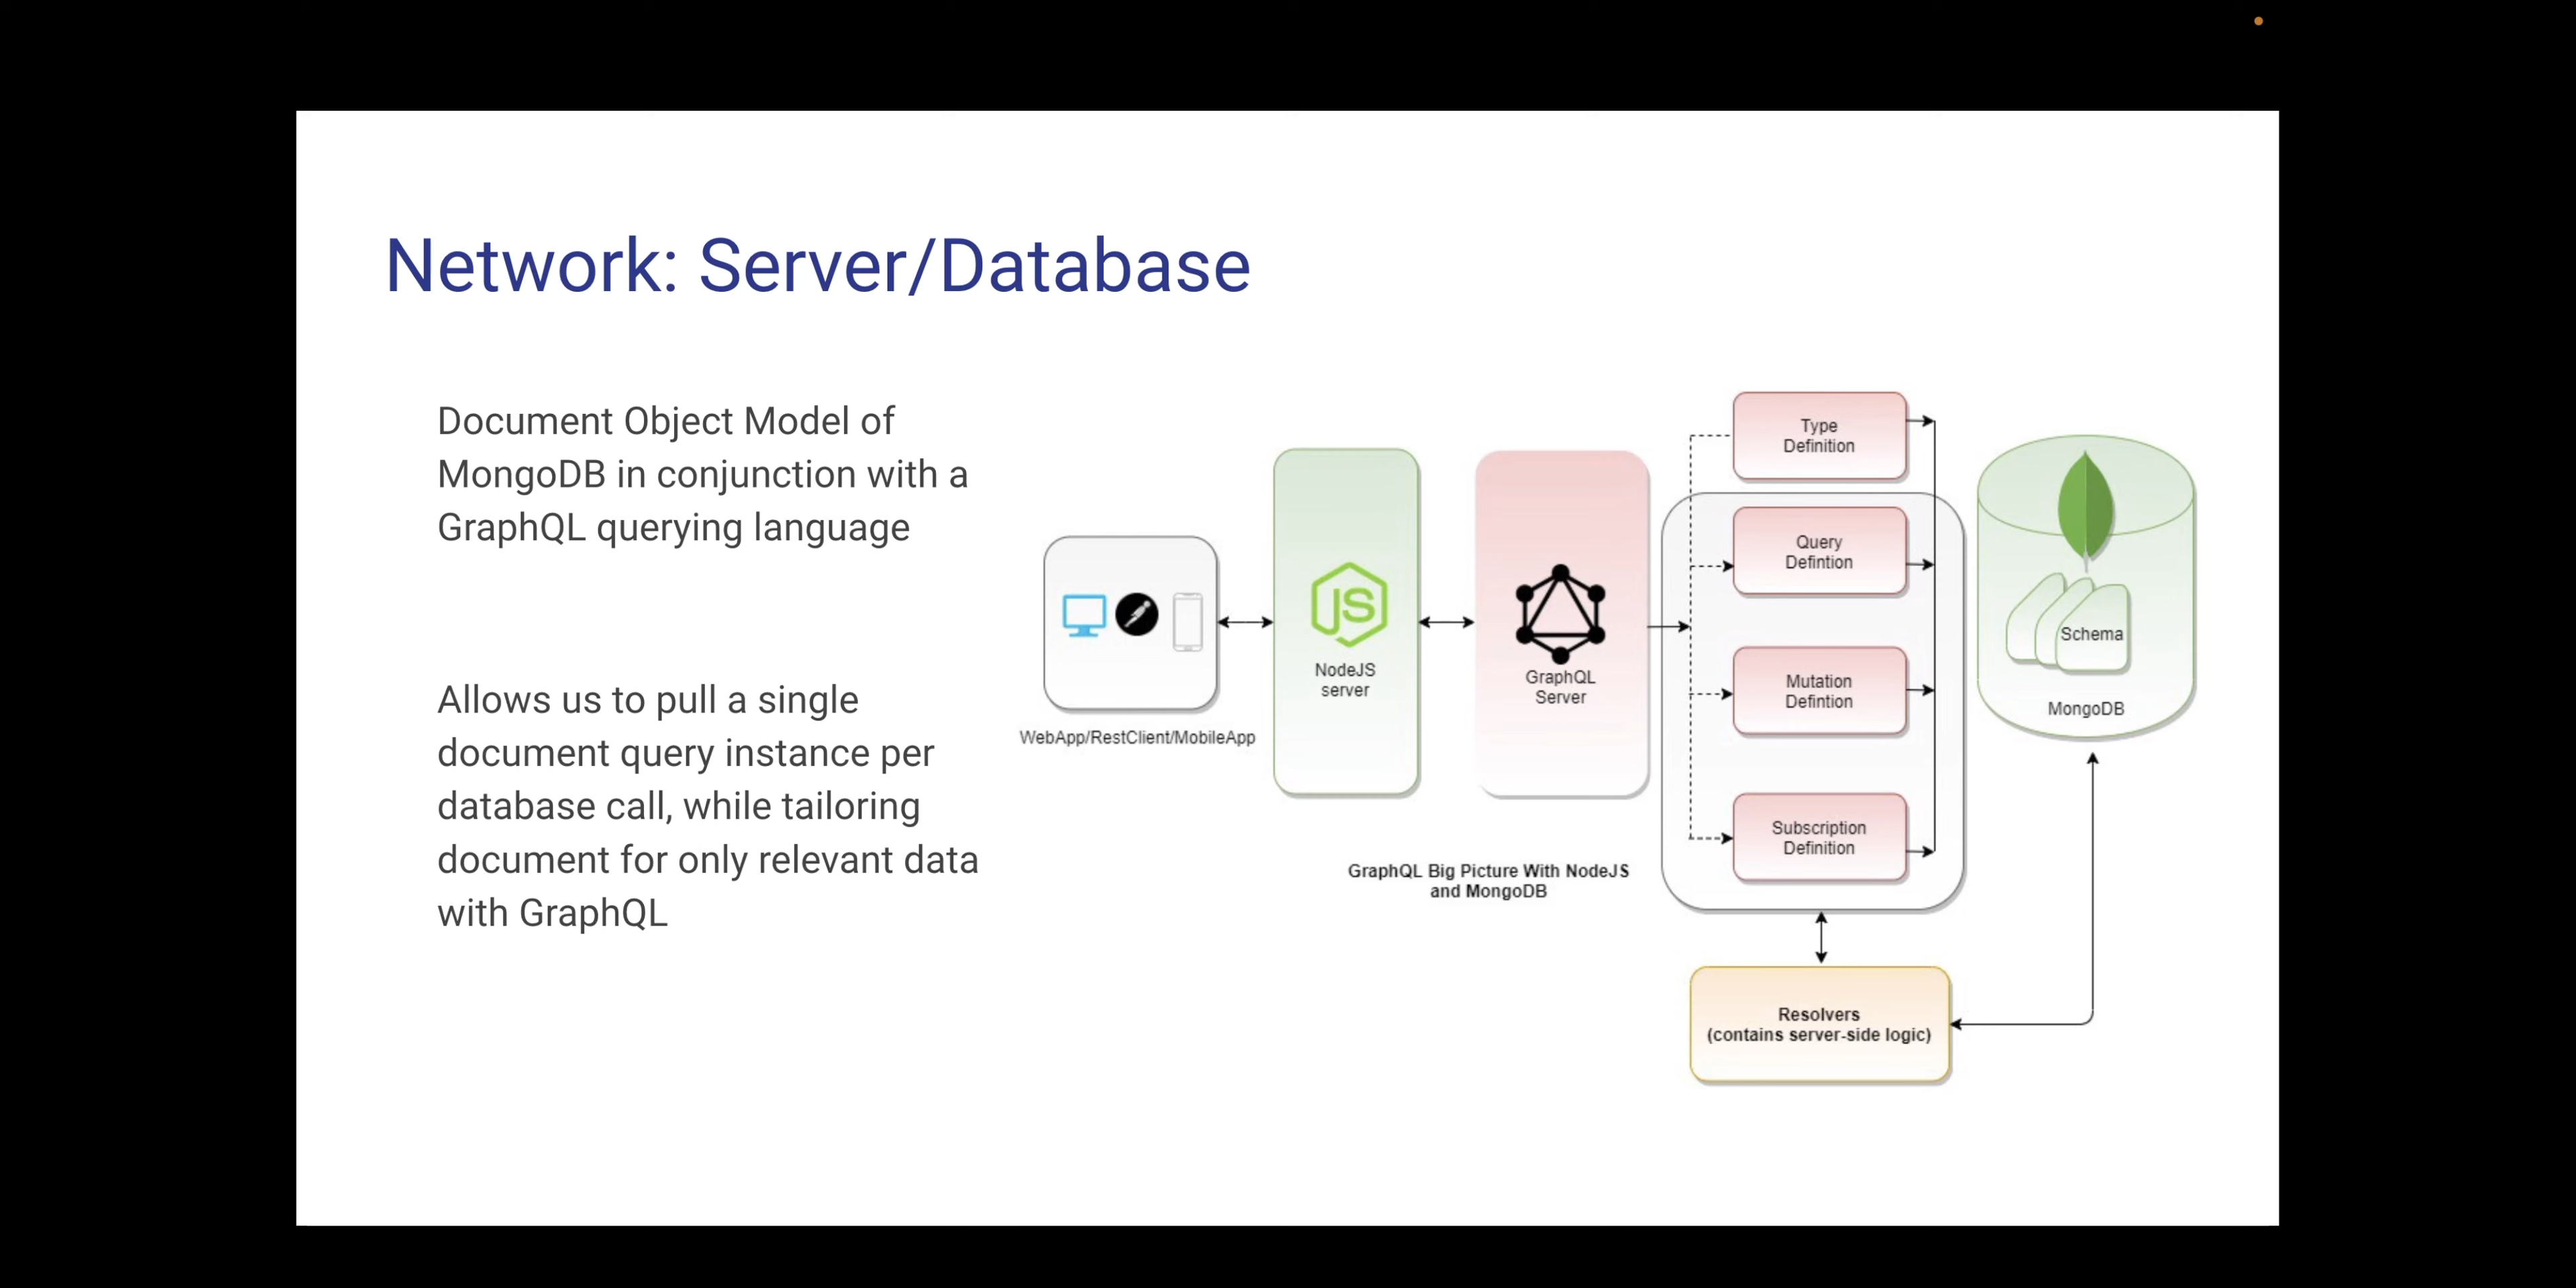 Network: Server/Database
Document Object Model of
MongoDB in conjunction with a
GraphQL querying language
Allows us to pull a single
document query instance per
database call, while tailoring
document for only relevant data
with GraphQL
WebApp/RestClient/MobileApp
JS
NodeJS
server
GraphQL
Server
GraphQL Big Picture With NodeJS
and MongoDB
Type
Definition
Query
Defintion
Mutation
Defintion
Subscription
Definition
Schema
MongoDB
Resolvers
(contains server-side logic)